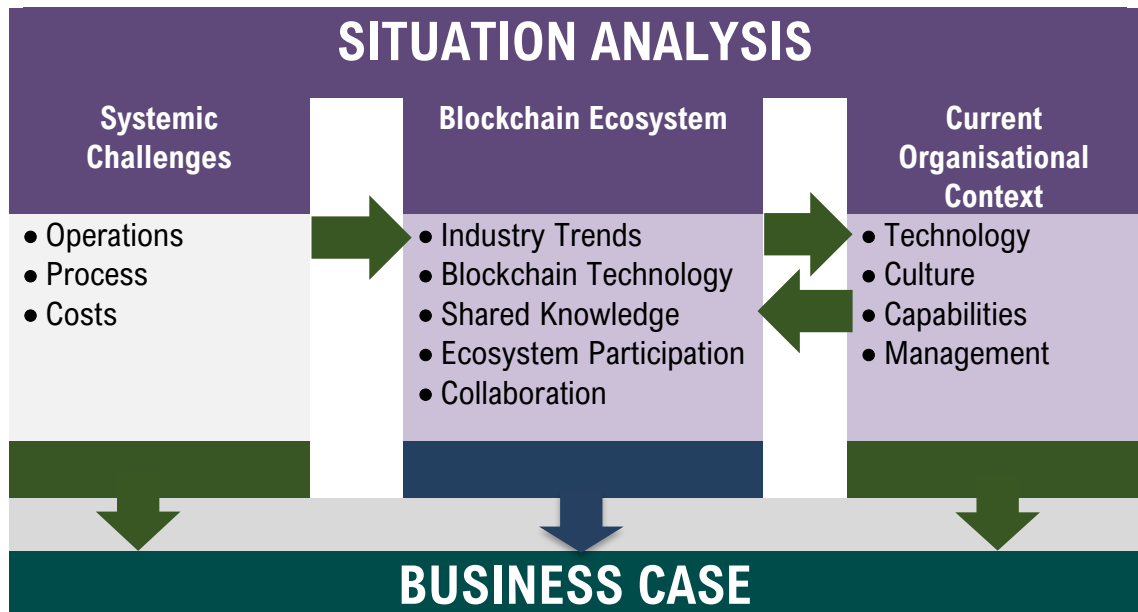 SITUATION ANALYSIS
Systemic
Challenges
• Operations
• Process
• Costs
Blockchain Ecosystem
• Industry Trends
• Blockchain Technology
• Shared Knowledge
• Ecosystem Participation
• Collaboration
Current
Organisational
Context
• Technology
• Culture
• Capabilities
• Management
BUSINESS CASE